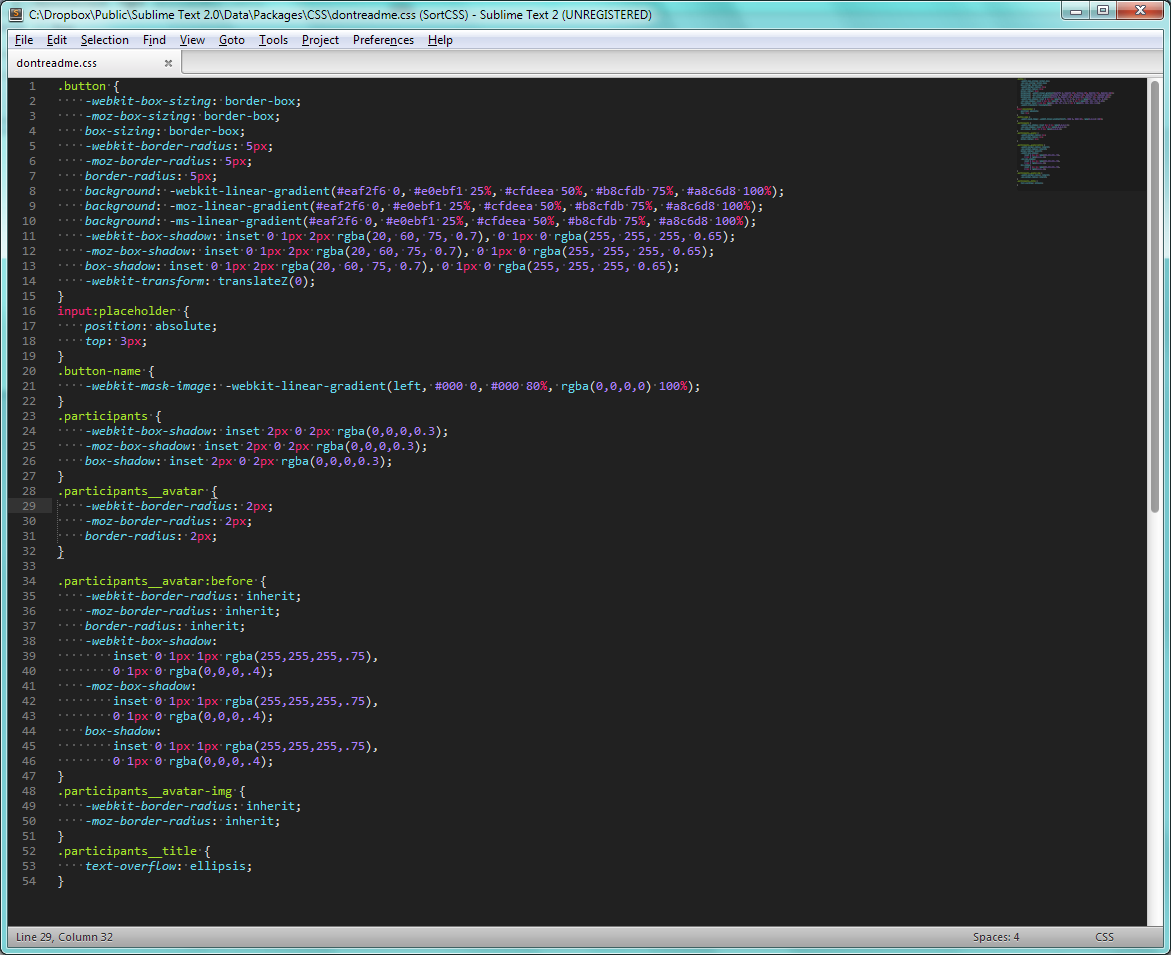 C:\Dropbox\Public\Sublime Text 2.0\Data\Packages\CSS\dontreadme.css (SortCSS) - Sublime Text 2 (UNREGISTERED)
File Edit Selection Find View Goto Tools Project Preferences Help
dontreadme.css
1 .button {
2 -webkit-box-sizing: border-box;
3 -moz-box-sizing: border-box;
4 box-sizing: border-box;
5 -webkit-border-radius: 5px;
6 -moz-border-radius: 5px;
7 border-radius: 5px;
8 background: -webkit-linear-gradient(#eaf2f6 0, #e0ebf1 25%, #cfdeea 50%, #b8cfdb 75%, #a8c6d8 100%);
9 background: -moz-linear-gradient(#eaf2f6 0, #e0ebf1 25%, #cfdeea 50%, #b8cfdb 75%, #a8c6d8 100%);
10 background: -ms-linear-gradient(#eaf2f6 0, #e0ebf1 25%, #cfdeea 50%, #b8cfdb 75%, #a8c6d8 100%);
11 -webkit-box-shadow: inset 0 1px 2px rgba(20, 60, 75, 0.7), 0 1px 0 rgba(255, 255, 255, 0.65);
12 -moz-box-shadow: inset 0 1px 2px rgba(20, 60, 75, 0.7), 0 1px 0 rgba(255, 255, 255, 0.65);
13 box-shadow: inset 0 1px 2px rgba(20, 60, 75, 0.7), 0 1px 0 rgba(255, 255, 255, 0.65);
14 -webkit-transform: translateZ(0);
15 }
16 input:placeholder {
17 position: absolute;
18 top: 3px;
19 }
20 .button-name {
21 -webkit-mask-image: -webkit-linear-gradient(left, #000 0, #000 80%, rgba(0,0,0,0) 100%);
22 }
23 .participants {
24 -webkit-box-shadow: inset 2px 0 2px rgba(0,0,0,0.3);
25 -moz-box-shadow: inset 2px 0 2px rgba(0,0,0,0.3);
26 box-shadow: inset 2px 0 2px rgba(0,0,0,0.3);
27 }
28 .participants__avatar {
29 -webkit-border-radius: 2px;
30 -moz-border-radius: 2px;
31 border-radius: 2px;
32 }
33
34 .participants__avatar:before {
35 -webkit-border-radius: inherit;
36 -moz-border-radius: inherit;
37 border-radius: inherit;
38 -webkit-box-shadow:
39 inset 0 1px 1px rgba(255,255,255,.75),
40 0 1px 0 rgba(0,0,0,.4);
41 -moz-box-shadow:
42 inset 0 1px 1px rgba(255,255,255,.75),
43 0 1px 0 rgba(0,0,0,.4);
44 box-shadow:
45 inset 0 1px 1px rgba(255,255,255,.75),
46 0 1px 0 rgba(0,0,0,.4);
47 }
48 .participants__avatar-img {
49 -webkit-border-radius: inherit;
50 -moz-border-radius: inherit;
51 }
52 .participants__title {
53 text-overflow: ellipsis;
54 }
Line 29, Column 32 Spaces: 4 CSS